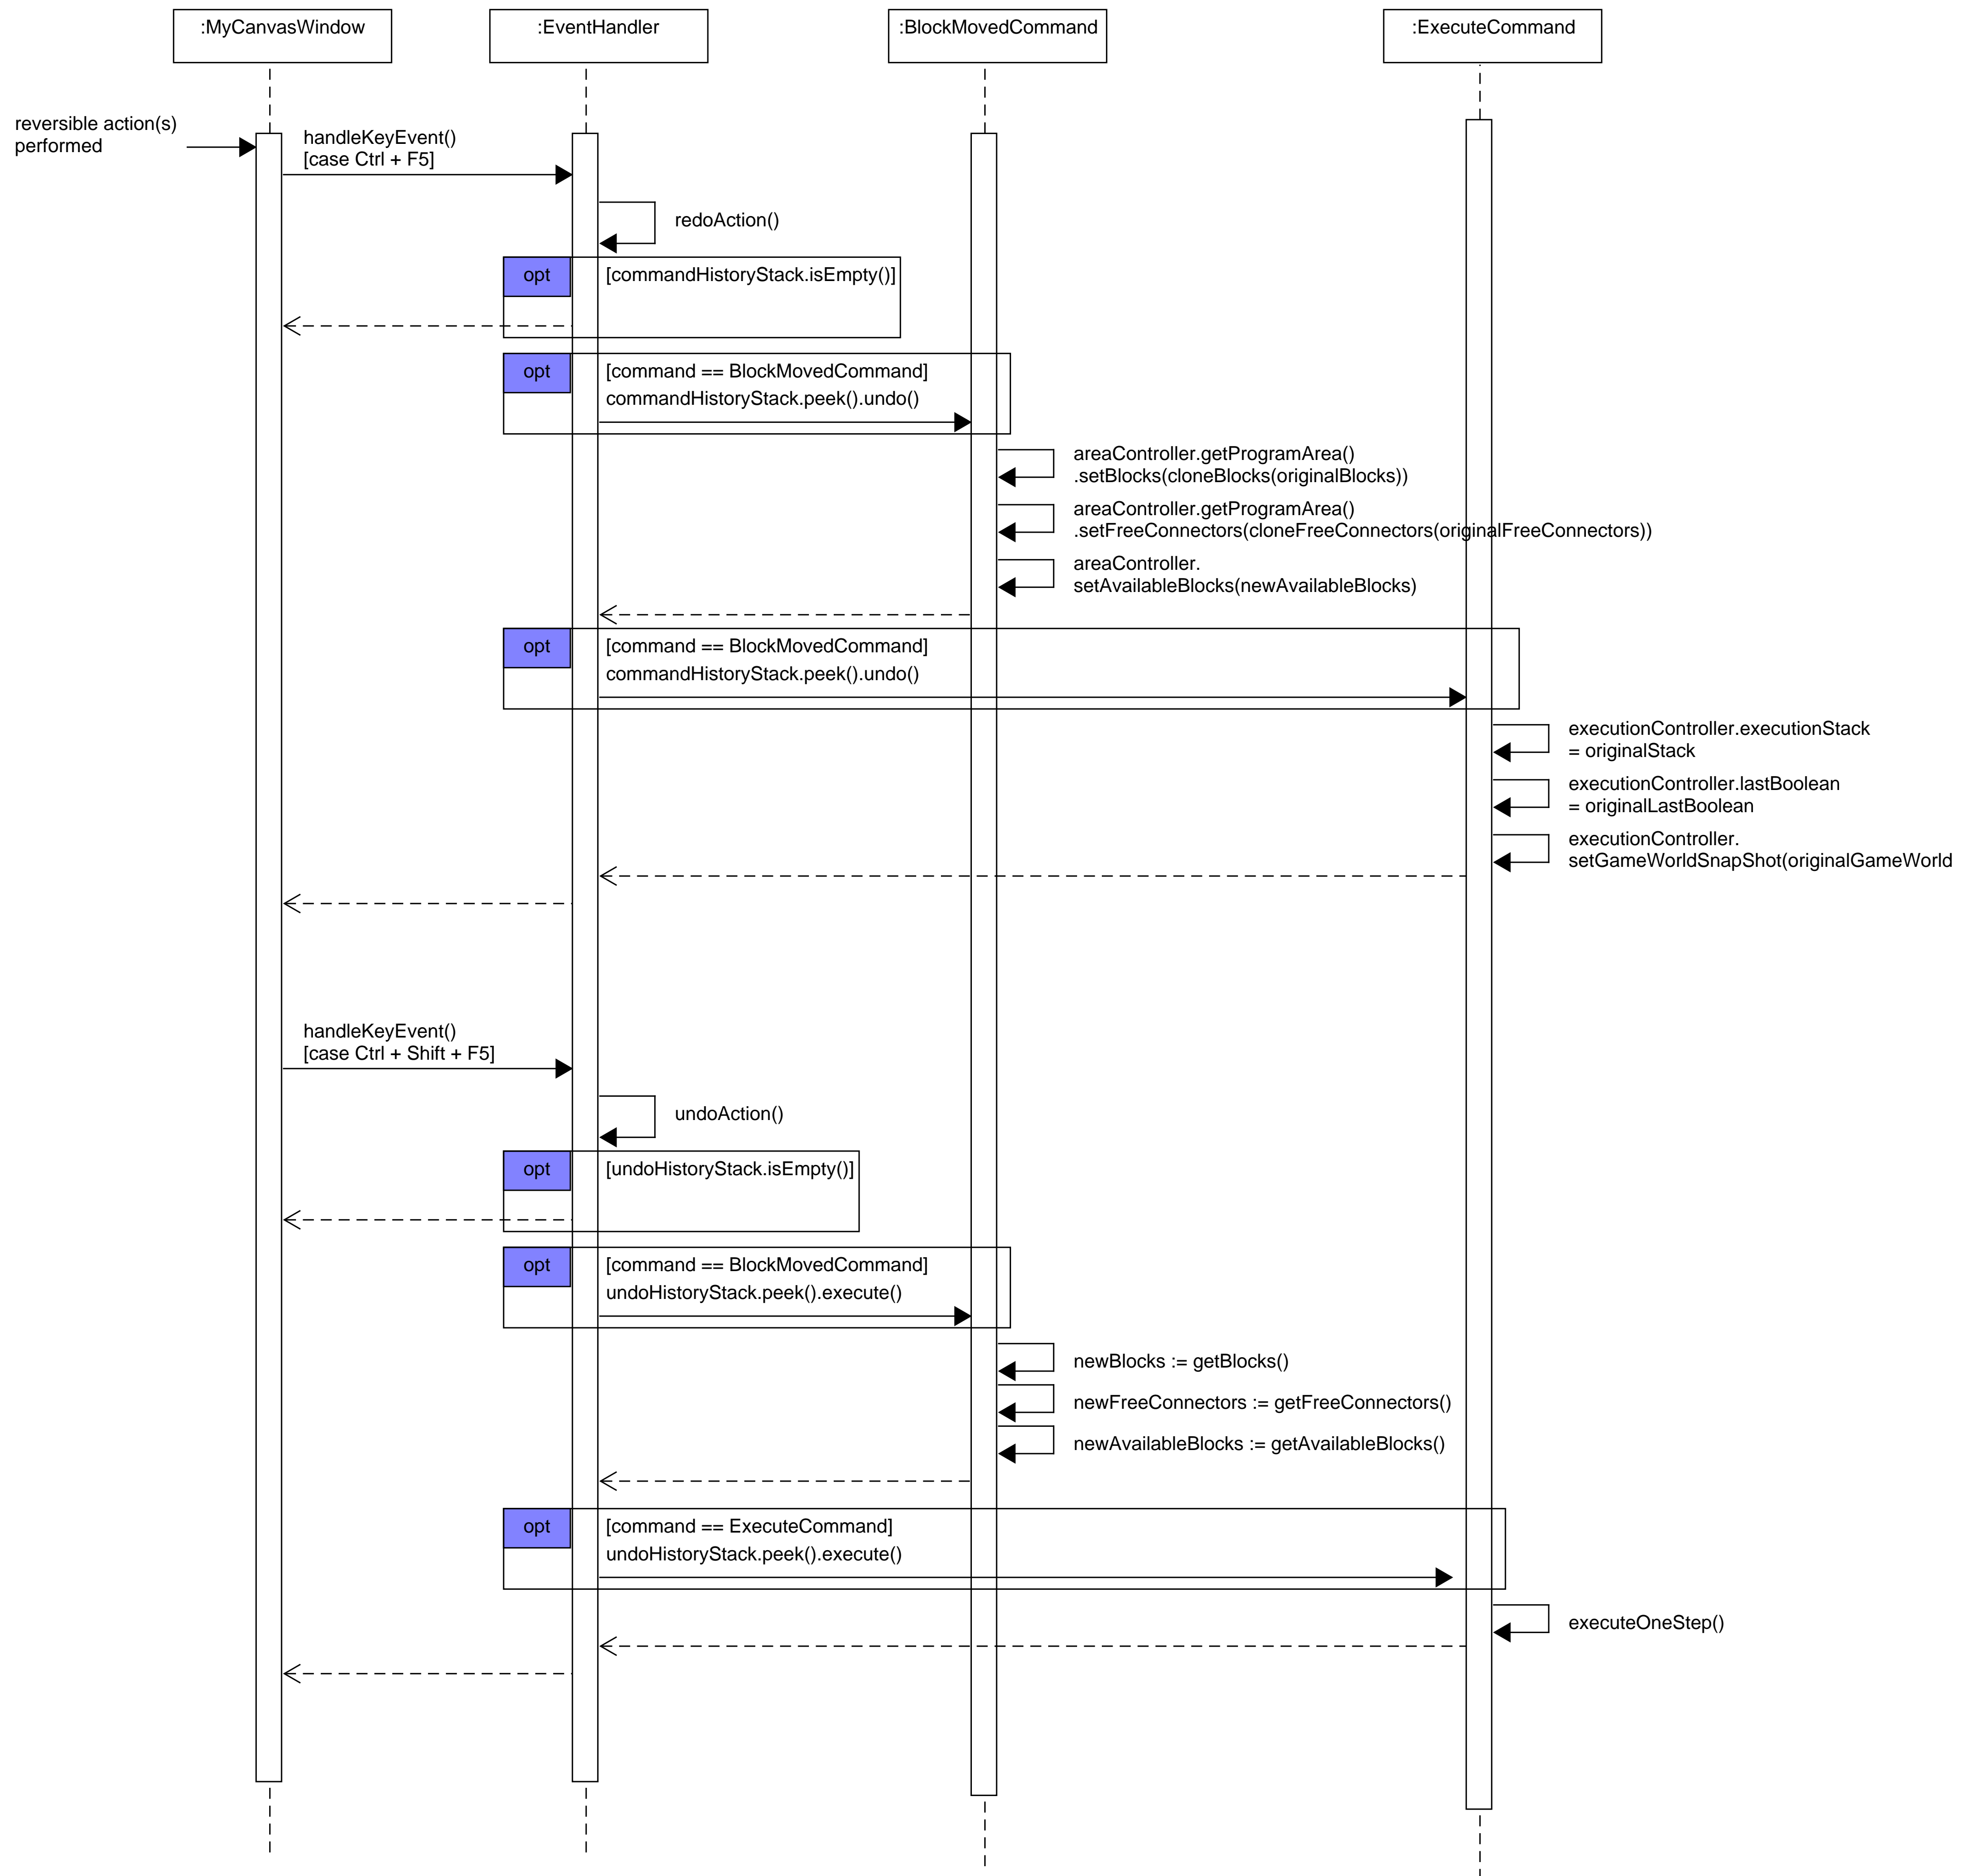 :MyCanvasWindow
:EventHandler
:BlockMovedCommand
:ExecuteCommand
reversible action(s)
performed
handleKeyEvent()
[case Ctrl + F5]
redoAction()
opt
[commandHistoryStack.isEmpty()]
opt
[command == BlockMovedCommand]
commandHistoryStack.peek().undo()
areaController.getProgramArea()
.setBlocks(cloneBlocks(originalBlocks))
areaController.getProgramArea()
.setFreeConnectors(cloneFreeConnectors(originalFreeConnectors))
areaController.
setAvailableBlocks(newAvailableBlocks)
opt
[command == BlockMovedCommand]
commandHistoryStack.peek().undo()
executionController.executionStack
= originalStack
executionController.lastBoolean
= originalLastBoolean
executionController.
setGameWorldSnapShot(originalGameWorld
handleKeyEvent()
[case Ctrl + Shift + F5]
undoAction()
opt
[undoHistoryStack.isEmpty()]
opt
[command == BlockMovedCommand]
undoHistoryStack.peek().execute()
newBlocks := getBlocks()
newFreeConnectors := getFreeConnectors()
newAvailableBlocks := getAvailableBlocks()
opt
[command == ExecuteCommand]
undoHistoryStack.peek().execute()
executeOneStep()